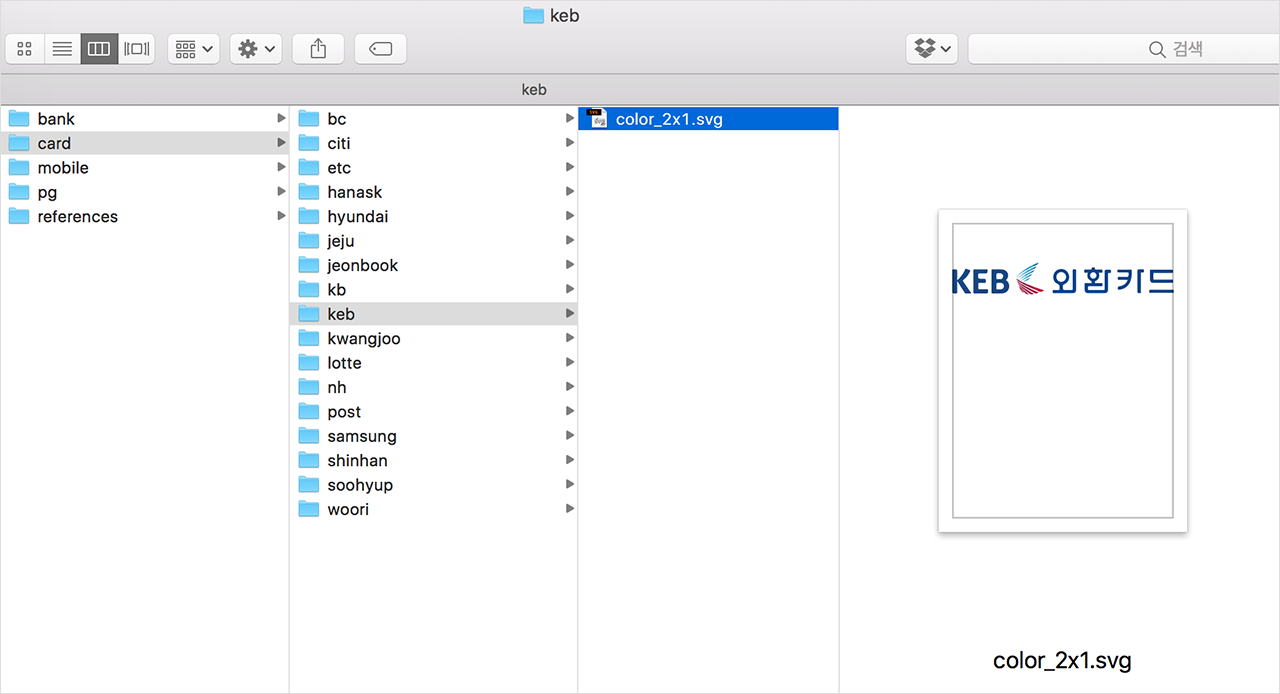 keb
검색
keb
bank
card
mobile
pg
references
bc
citi
etc
hanask
hyundai
jeju
jeonbook
kb
keb
kwangjoo
lotte
nh
post
samsung
shinhan
soohyup
woori
color_2x1.svg
KEB 외환카드
color_2x1.svg